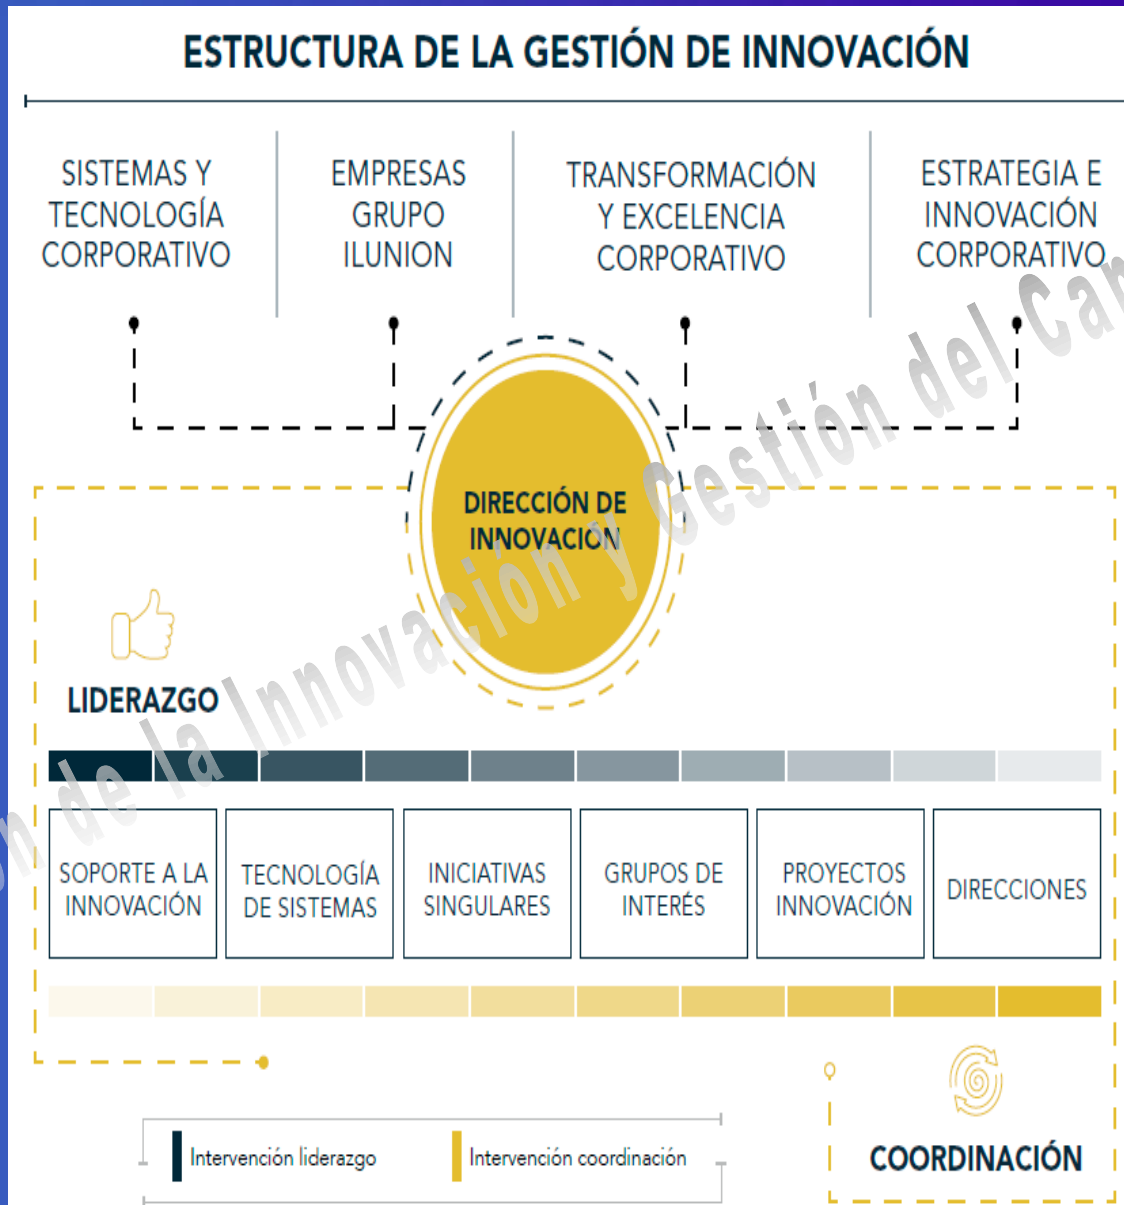 ESTRUCTURA DE LA GESTIÓN DE INNOVACIÓN
SISTEMAS Y
TECNOLOGÍA
CORPORATIVO
EMPRESAS
GRUPO
ILUNION
TRANSFORMACIÓN
Y EXCELENCIA
CORPORATIVO
ESTRATEGIA E
INNOVACIÓN
CORPORATIVO
DIRECCIÓN DE
INNOVACIÓN
LIDERAZGO
SOPORTE A LA
INNOVACIÓN
TECNOLOGÍA
DE SISTEMAS
INICIATIVAS
SINGULARES
GRUPOS DE
INTERÉS
PROYECTOS
INNOVACIÓN
DIRECCIONES
Intervención liderazgo
Intervención coordinación
COORDINACIÓN
de la Innovación y Gestión del